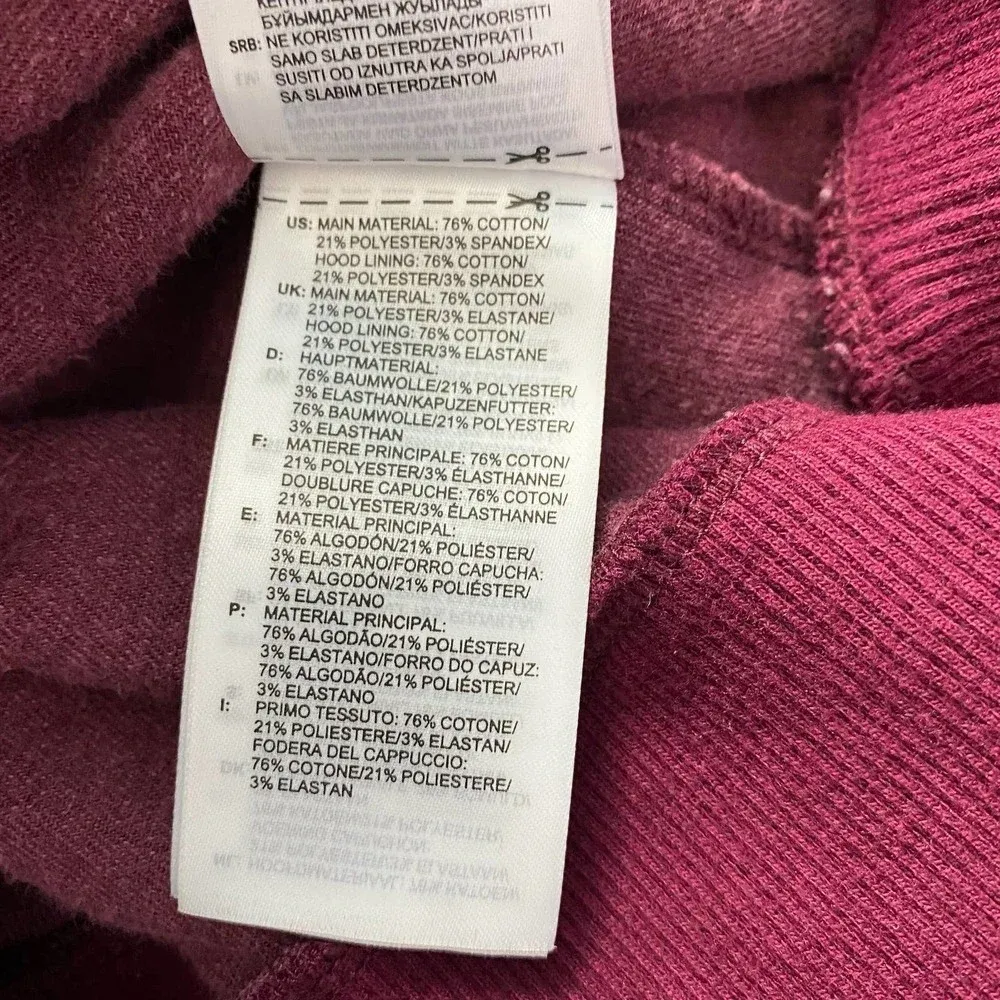 БҰЙЫМДАРМЕН ЖУЫЛАДЫ
SRB: NE KORISTITI OMEKSIVAC/KORISTITI
SAMO SLAB DETERDZENT/PRATI I
SUSITI OD IZNUTRA KA SPOLJA/PRATI
SA SLABIM DETERDZENTOM
US: MAIN MATERIAL: 76% COTTON/
21% POLYESTER/3% SPANDEX/
HOOD LINING: 76% COTTON/
21% POLYESTER/3% SPANDEX
UK: MAIN MATERIAL: 76% COTTON/
21% POLYESTER/3% ELASTANE/
HOOD LINING: 76% COTTON/
21% POLYESTER/3% ELASTANE
D: HAUPTMATERIAL:
76% BAUMWOLLE/21% POLYESTER/
3% ELASTHAN/KAPUZENFUTTER:
76% BAUMWOLLE/21% POLYESTER/
3% ELASTHAN
F: MATIERE PRINCIPALE: 76% COTON/
21% POLYESTER/3% ÉLASTHANNE/
DOUBLURE CAPUCHE: 76% COTON/
21% POLYESTER/3% ÉLASTHANNE
E: MATERIAL PRINCIPAL:
76% ALGODÓN/21% POLIÉSTER/
3% ELASTANO/FORRO CAPUCHA:
76% ALGODÓN/21% POLIÉSTER/
3% ELASTANO
P: MATERIAL PRINCIPAL:
76% ALGODÃO/21% POLIÉSTER/
3% ELASTANO/FORRO DO CAPUZ:
76% ALGODÃO/21% POLIÉSTER/
3% ELASTANO
I: PRIMO TESSUTO: 76% COTONE/
21% POLIESTERE/3% ELASTAN/
FODERA DEL CAPPUCCIO:
76% COTONE/21% POLIESTERE/
3% ELASTAN